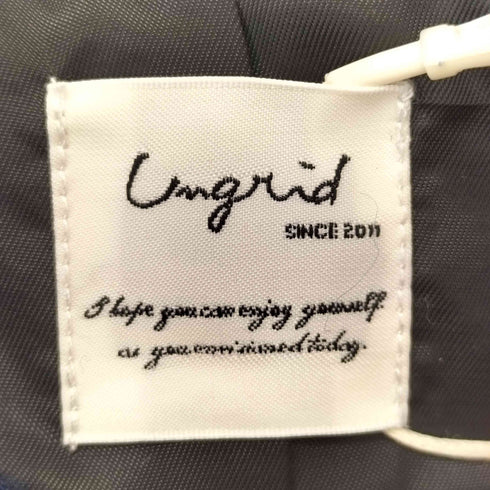 Ungrid
SINCE 2011
I hope you can enjoy yourself
as you envisioned today.